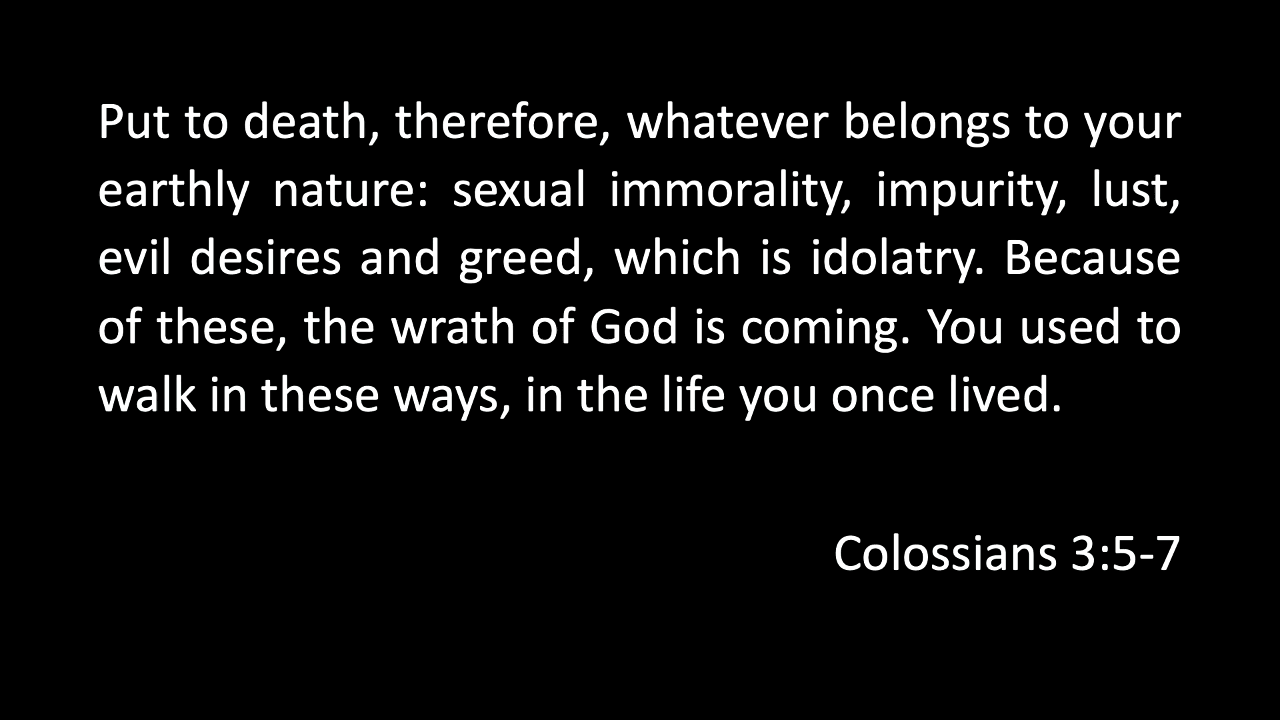 Put to death, therefore, whatever belongs to your
earthly nature: sexual immorality, impurity, lust,
evil desires and greed, which is idolatry. Because
of these, the wrath of God is coming. You used to
walk in these ways, in the life you once lived.
Colossians 3:5-7